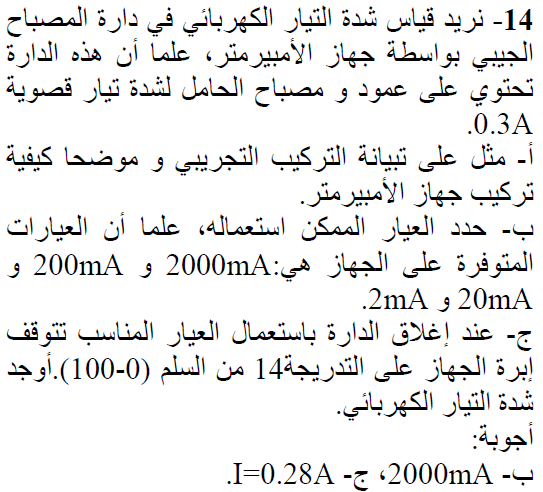 14- نريد قياس شدة التيار الكهربائي في دارة المصباح
الجيبي بواسطة جهاز الأمبيرمتر، علما أن هذه الدارة
تحتوي على عمود و مصباح الحامل لشدة تيار قصوية
0.3A.
أ- مثل على تبيانة التركيب التجريبي و موضحا كيفية
تركيب جهاز الأمبيرمتر.
ب- حدد العيار الممكن استعماله، علما أن العيارات
المتوفرة على الجهاز هي:2000mA و 200mA و
20mA و 2mA.
ج- عند إغلاق الدارة باستعمال العيار المناسب تتوقف
إبرة الجهاز على التدريجة14 من السلم (0-100).أوجد
شدة التيار الكهربائي.
أجوبة:
ب- 2000mA، ج- I=0.28A.